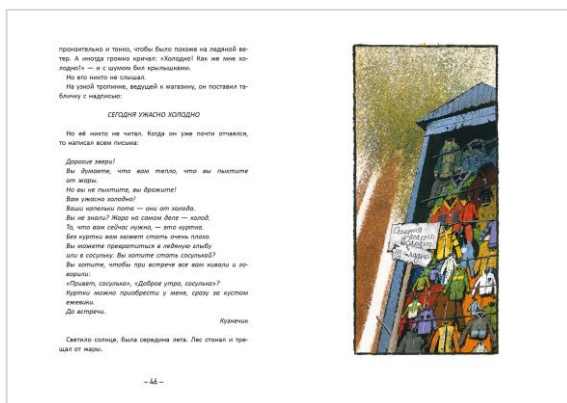 пронзительно и тонко, чтобы было похоже на ледяной ве-
тер. А иногда громко кричал: «Холодно! Как же мне хо-
лодно!» — и с шумом бил крылышками.
Но его никто не слышал.
На узкой тропинке, ведущей к магазину, он поставил та-
бличку с надписью:
СЕГОДНЯ УЖАСНО ХОЛОДНО
Но её никто не читал. Когда он уже почти отчаялся,
то написал всем письма:
Дорогие звери!
Вы думаете, что вам тепло, что вы пыхтите
от жары.
Но вы не пыхтите, вы дрожите!
Вам ужасно холодно!
Ваши капельки пота — они от холода.
Вы не знали? Жара на самом деле — холод.
То, что вам сейчас нужно, — это куртка.
Без куртки вам может стать очень плохо.
Вы можете превратиться в ледяную глыбу
или в сосульку. Вы хотите стать сосулькой?
Вы хотите, чтобы при встрече все вам кивали и го-
ворили:
«Привет, сосулька», «Доброе утро, сосулька»?
Куртки можно приобрести у меня, сразу за кустом
ежевики.
До встречи.
Кузнечик
Светило солнце, была середина лета. Лес стонал и тре-
щал от жары.
– 46 –
Сегодня
ужасно
холодно